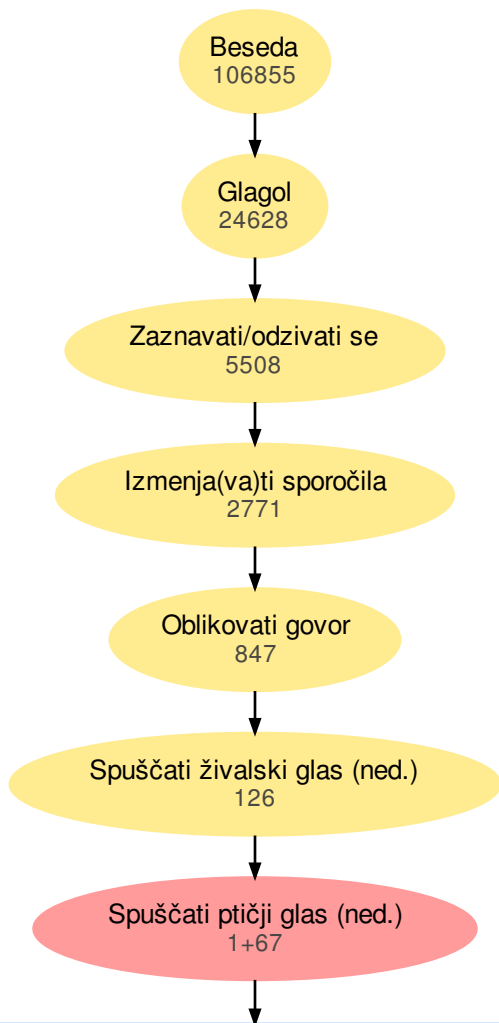 Beseda
106855
Glagol
24628
Zaznavati/odzivati se
5508
Izmenja(va)ti sporočila
2771
Oblikovati govor
847
Spuščati živalski glas (ned.)
126
Spuščati ptičji glas (ned.)
1+67